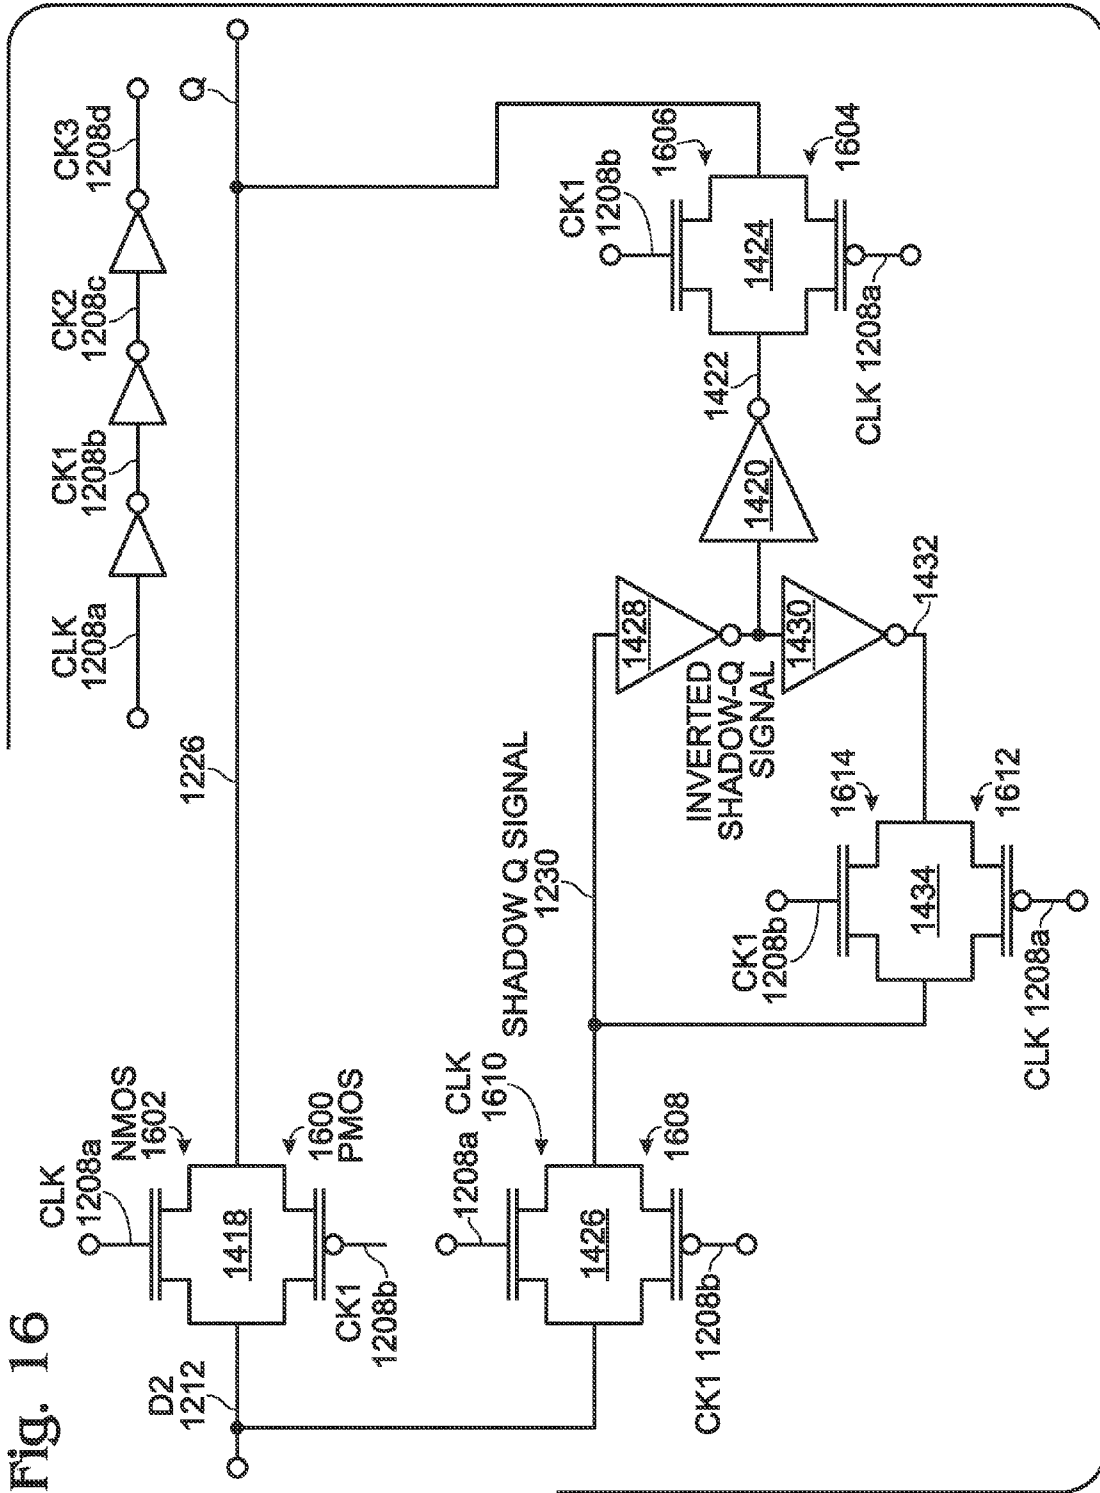 Fig. 16
CLK
1208a
CK1
1208b
CK2
1208c
CK3
1208d
D2
1212
CLK
1208a
NMOS
1602
1418
1600
PMOS
CK1
1208b
1226
Q
1208a
CLK
1610
1426
1608
CK1 1208b
SHADOW Q SIGNAL
1230
1428
INVERTED
SHADOW-Q
SIGNAL
1430
1432
1420
1422
CK1
1208b
1606
1424
1604
CLK 1208a
CK1
1208b
1614
1434
1612
CLK 1208a